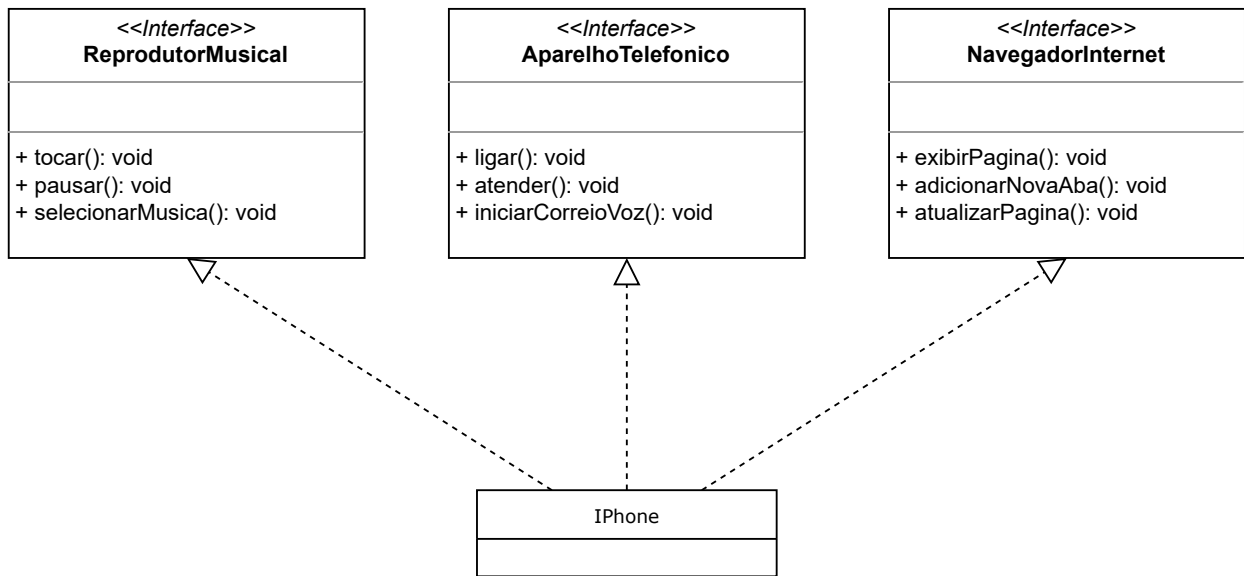 <<Interface>>
ReprodutorMusical
+ tocar(): void
+ pausar(): void
+ selecionarMusica(): void
<<Interface>>
AparelhoTelefonico
+ ligar(): void
+ atender(): void
+ iniciarCorreioVoz(): void
<<Interface>>
NavegadorInternet
+ exibirPagina(): void
+ adicionarNovaAba(): void
+ atualizarPagina(): void
IPhone